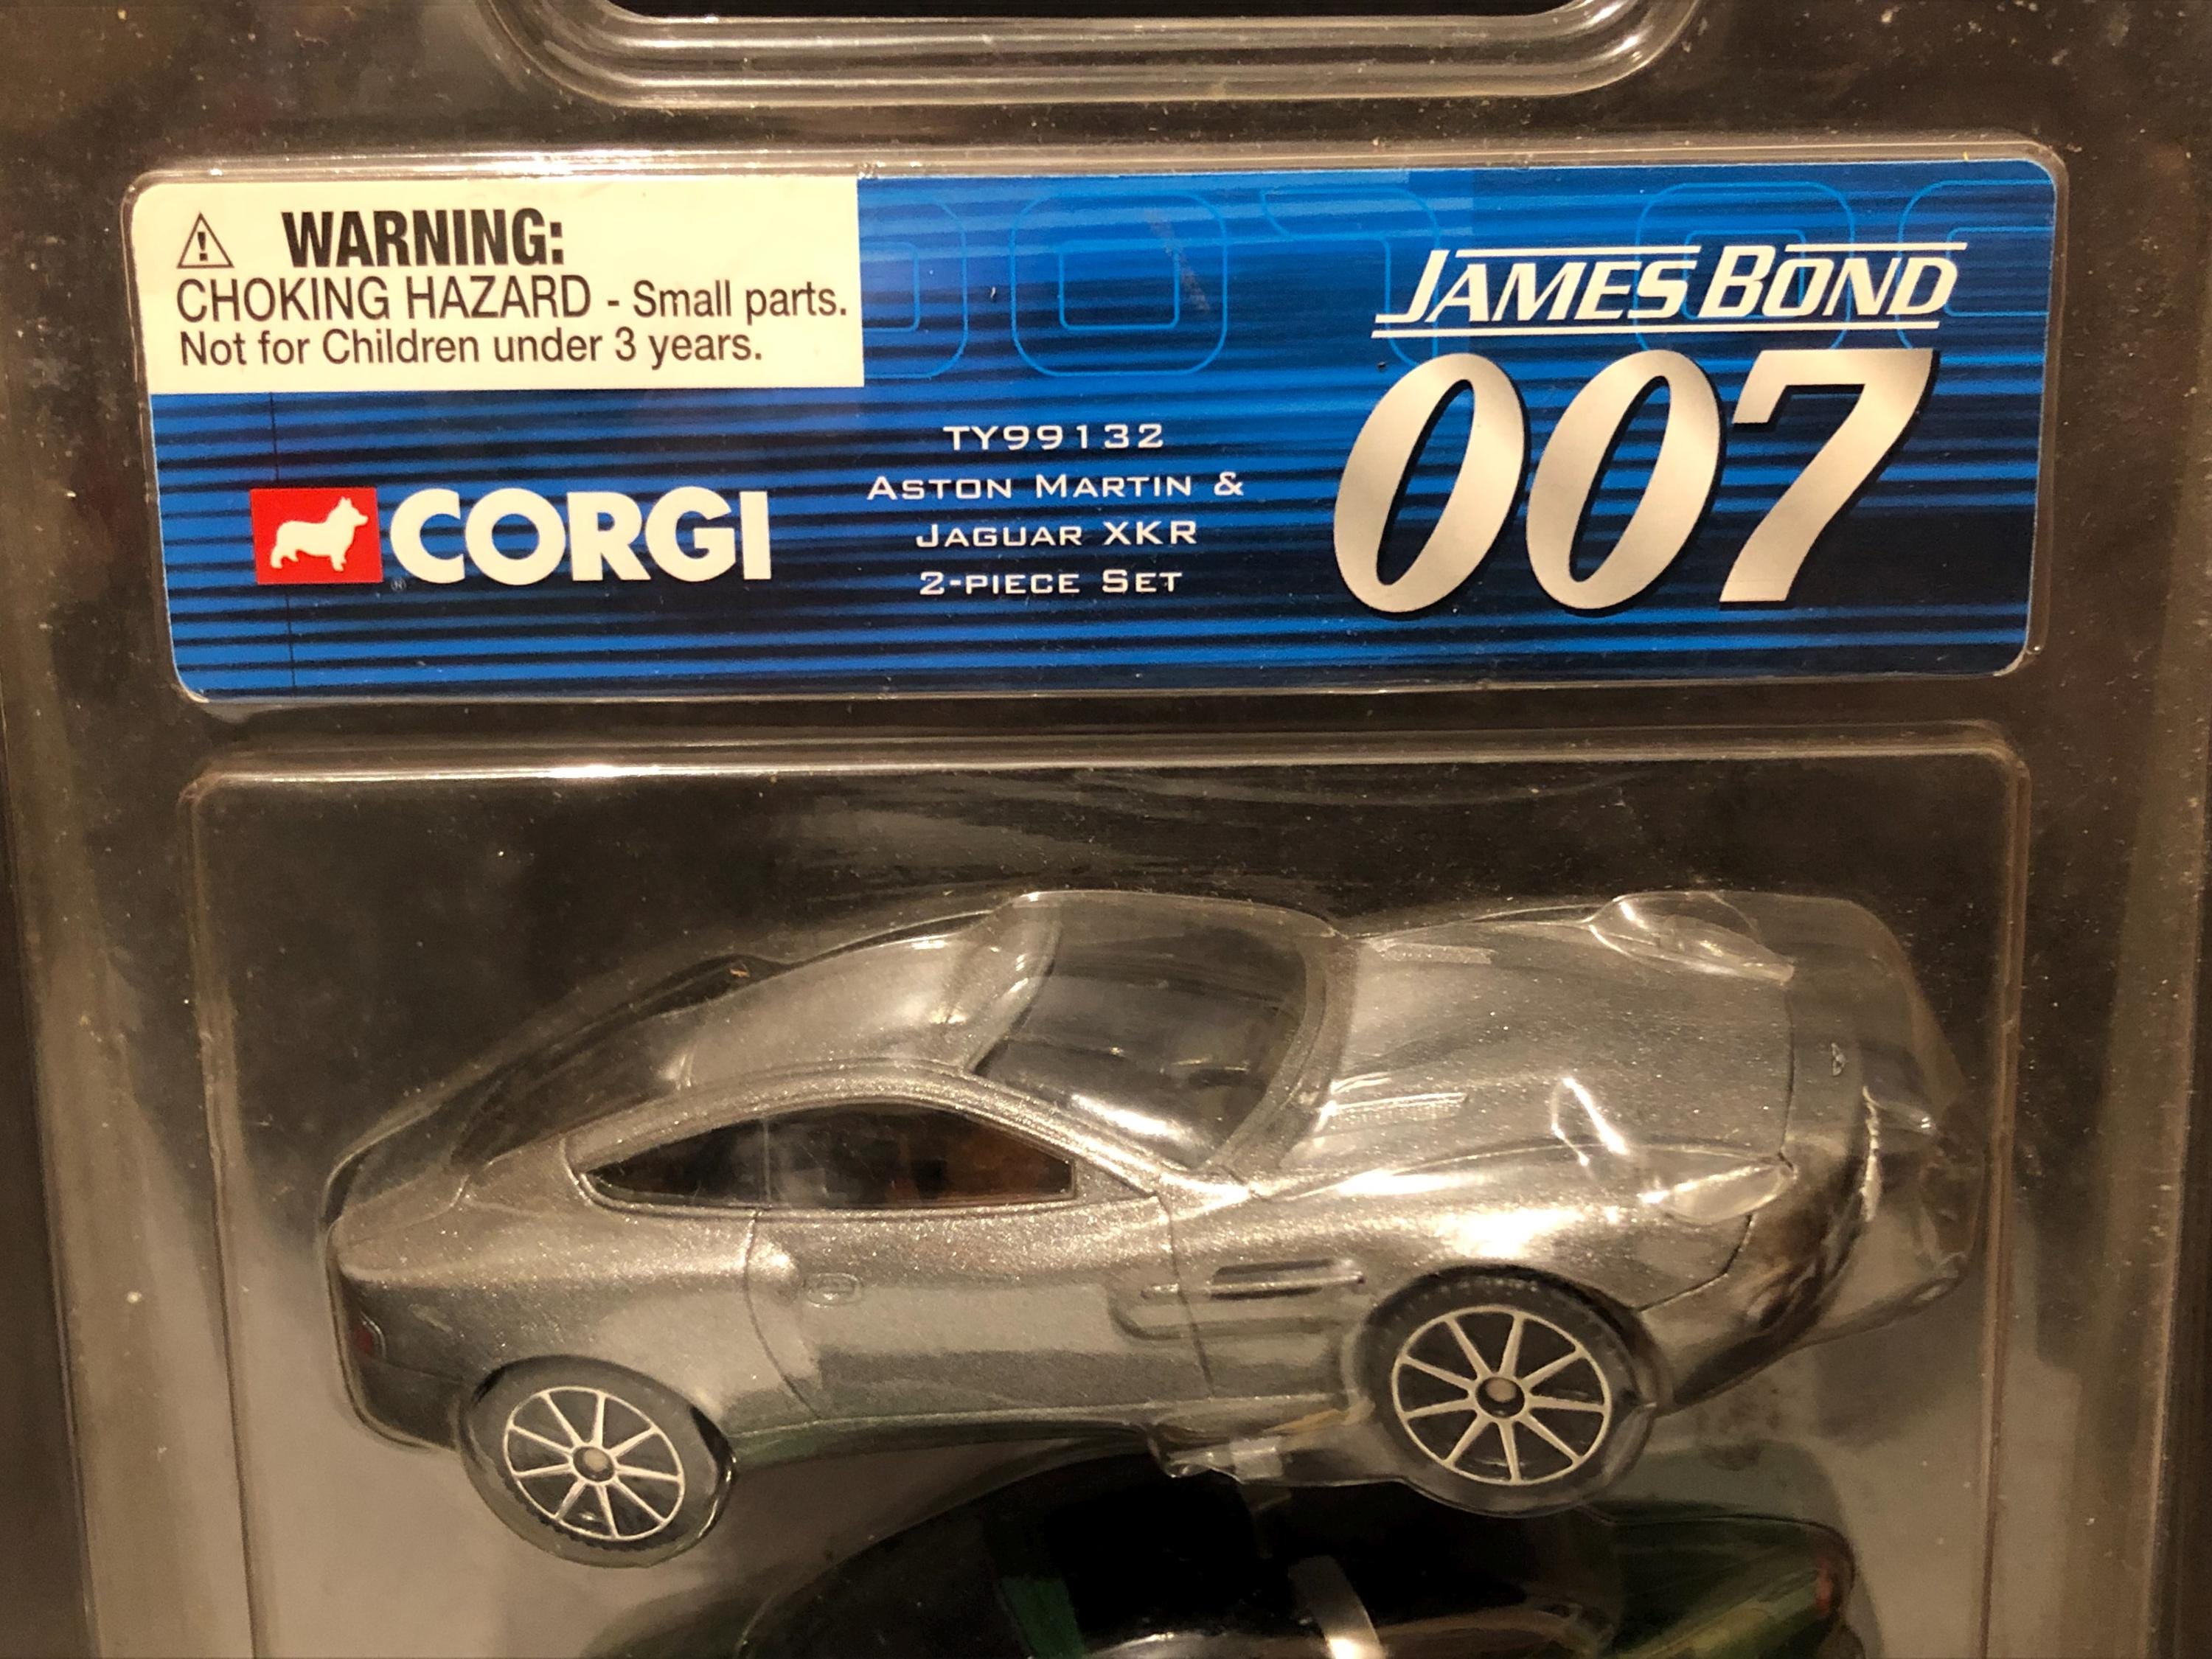 WARNING:
CHOKING HAZARD - Small parts.
Not for Children under 3 years.
JAMES BOND
007
CORGI
®
TY99132
ASTON MARTIN &
JAGUAR XKR
2-PIECE SET